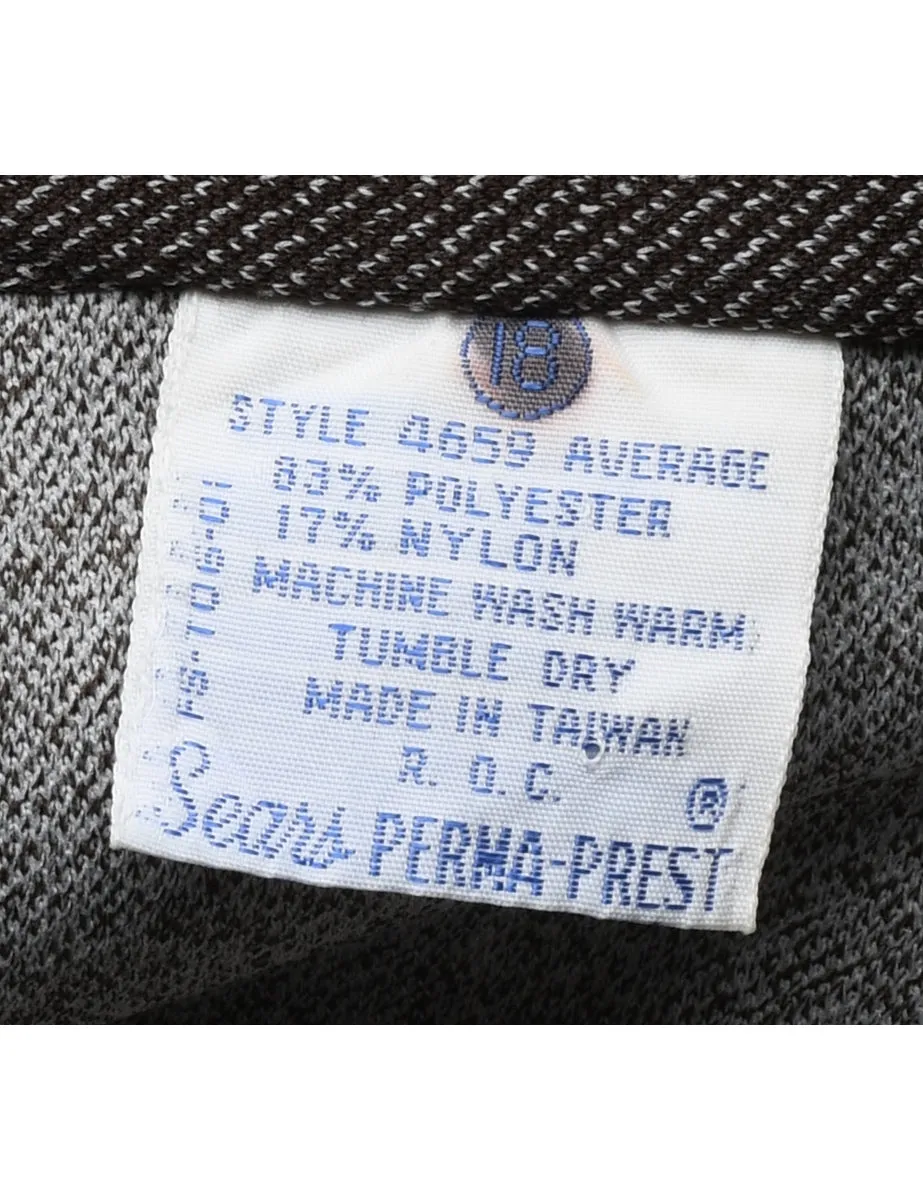 18
STYLE 4659 AVERAGE
83% POLYESTER
17% NYLON
MACHINE WASH WARM,
TUMBLE DRY
MADE IN TAIWAN
R. O. C.
Sears PERMA-PREST ®